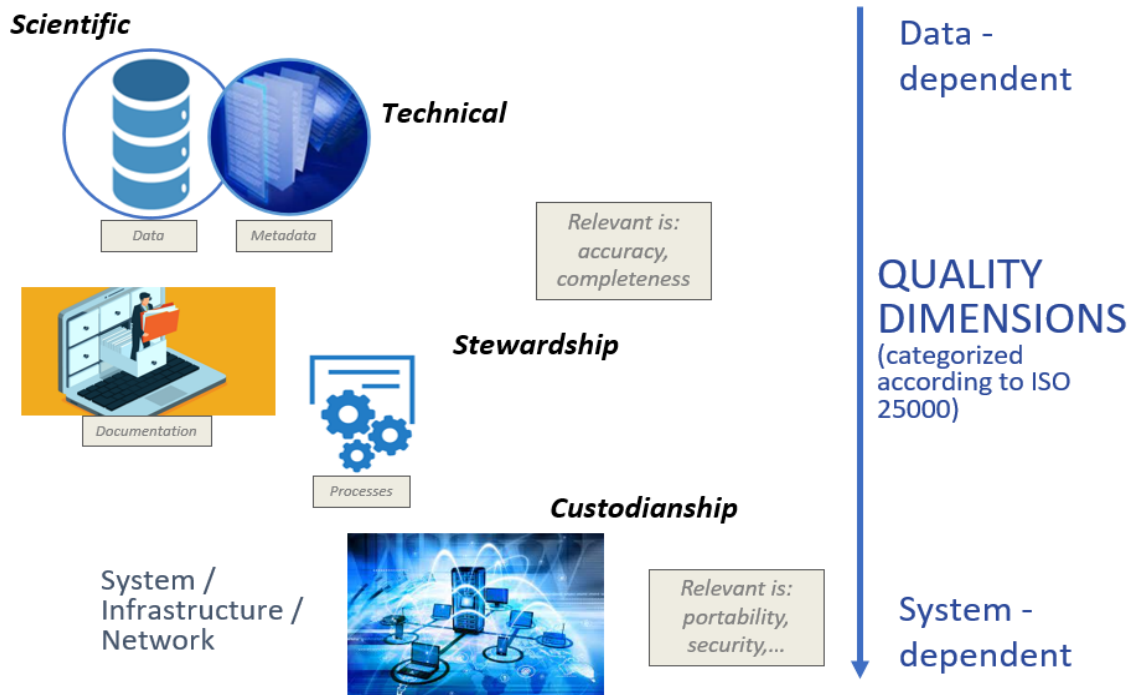 Scientific
Data -
dependent
Technical
Data
Metadata
Relevant is:
accuracy,
completeness
QUALITY
DIMENSIONS
(categorized
according to ISO
25000)
Stewardship
Documentation
Processes
Custodianship
System /
Infrastructure /
Network
Relevant is:
portability,
security,...
System -
dependent